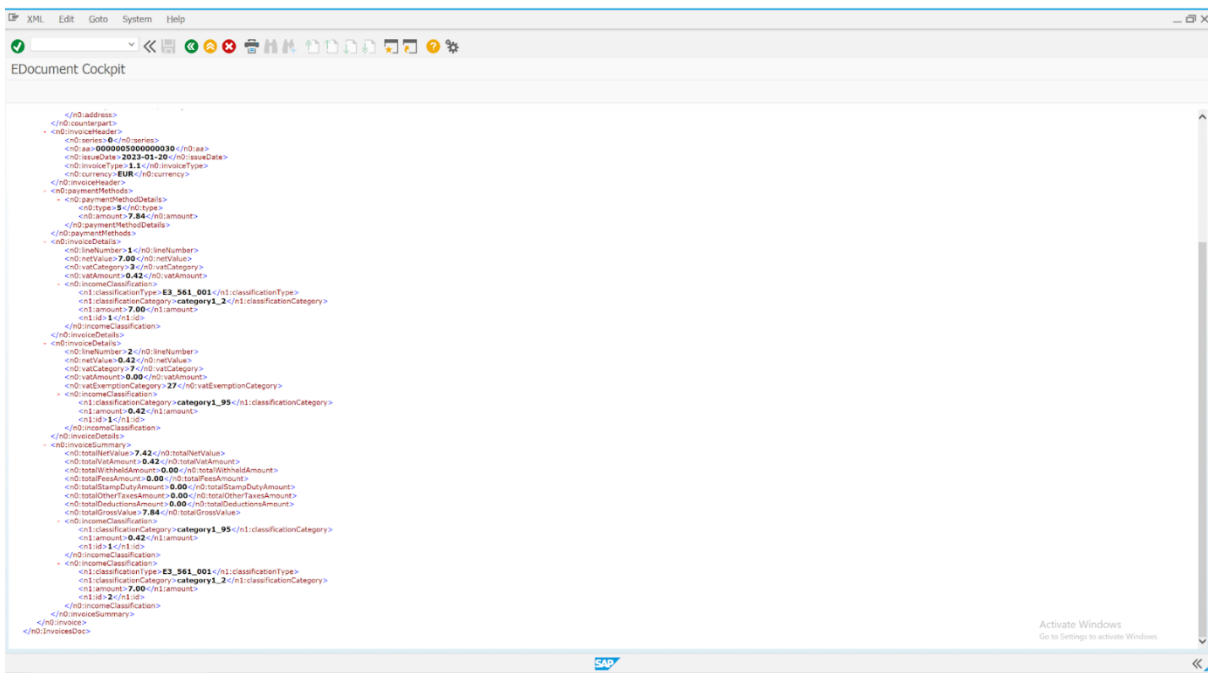 XML Edit Goto System Help
EDocument Cockpit
</n0:address>
</n0:counterpart>
- <n0:invoiceHeader>
<n0:series>0</n0:series>
<n0:aa>0000005000000030</n0:aa>
<n0:issueDate>2023-01-20</n0:issueDate>
<n0:invoiceType>1.1</n0:invoiceType>
<n0:currency>EUR</n0:currency>
</n0:invoiceHeader>
- <n0:paymentMethods>
- <n0:paymentMethodDetails>
<n0:type>5</n0:type>
<n0:amount>7.84</n0:amount>
</n0:paymentMethodDetails>
</n0:paymentMethods>
- <n0:invoiceDetails>
<n0:lineNumber>1</n0:lineNumber>
<n0:netValue>7.00</n0:netValue>
<n0:vatCategory>3</n0:vatCategory>
<n0:vatAmount>0.42</n0:vatAmount>
- <n0:incomeClassification>
<n1:classificationType>E3_561_001</n1:classificationType>
<n1:classificationCategory>category1_2</n1:classificationCategory>
<n1:amount>7.00</n1:amount>
<n1:id>1</n1:id>
</n0:incomeClassification>
</n0:invoiceDetails>
- <n0:invoiceDetails>
<n0:lineNumber>2</n0:lineNumber>
<n0:netValue>0.42</n0:netValue>
<n0:vatCategory>7</n0:vatCategory>
<n0:vatAmount>0.00</n0:vatAmount>
<n0:vatExemptionCategory>27</n0:vatExemptionCategory>
- <n0:incomeClassification>
<n1:classificationCategory>category1_95</n1:classificationCategory>
<n1:amount>0.42</n1:amount>
<n1:id>1</n1:id>
</n0:incomeClassification>
</n0:invoiceDetails>
- <n0:invoiceSummary>
<n0:totalNetValue>7.42</n0:totalNetValue>
<n0:totalVatAmount>0.42</n0:totalVatAmount>
<n0:totalWithheldAmount>0.00</n0:totalWithheldAmount>
<n0:totalFeesAmount>0.00</n0:totalFeesAmount>
<n0:totalStampDutyAmount>0.00</n0:totalStampDutyAmount>
<n0:totalOtherTaxesAmount>0.00</n0:totalOtherTaxesAmount>
<n0:totalDeductionsAmount>0.00</n0:totalDeductionsAmount>
<n0:totalGrossValue>7.84</n0:totalGrossValue>
- <n0:incomeClassification>
<n1:classificationCategory>category1_95</n1:classificationCategory>
<n1:amount>0.42</n1:amount>
<n1:id>1</n1:id>
</n0:incomeClassification>
- <n0:incomeClassification>
<n1:classificationType>E3_561_001</n1:classificationType>
<n1:classificationCategory>category1_2</n1:classificationCategory>
<n1:amount>7.00</n1:amount>
<n1:id>2</n1:id>
</n0:incomeClassification>
</n0:invoiceSummary>
</n0:invoice>
</n0:InvoicesDoc>
Activate Windows
Go to Settings to activate Windows.
SAP